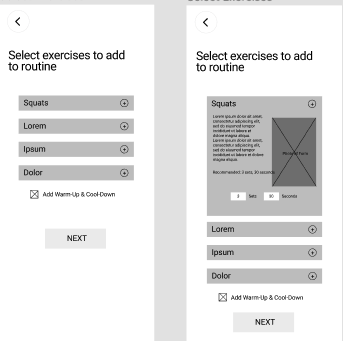 Select exercises to add
to routine
Squats
Lorem
Ipsum
Dolor
Add Warm-Up & Cool-Down
NEXT
Select Exercises
Select exercises to add
to routine
Squats
Lorem ipsum dolor sit amet,
consectetur adipiscing elit,
sed do eiusmod tempor
incididunt ut labore et
dolore magna aliqua.
Lorem ipsum dolor sit amet,
consectetur adipiscing elit,
sed do eiusmod tempor
incididunt ut labore et dolore
magna aliqua.
Recommended: 3 sets, 30 seconds
3 Sets 30 Seconds
Lorem
Ipsum
Dolor
Add Warm-Up & Cool-Down
NEXT